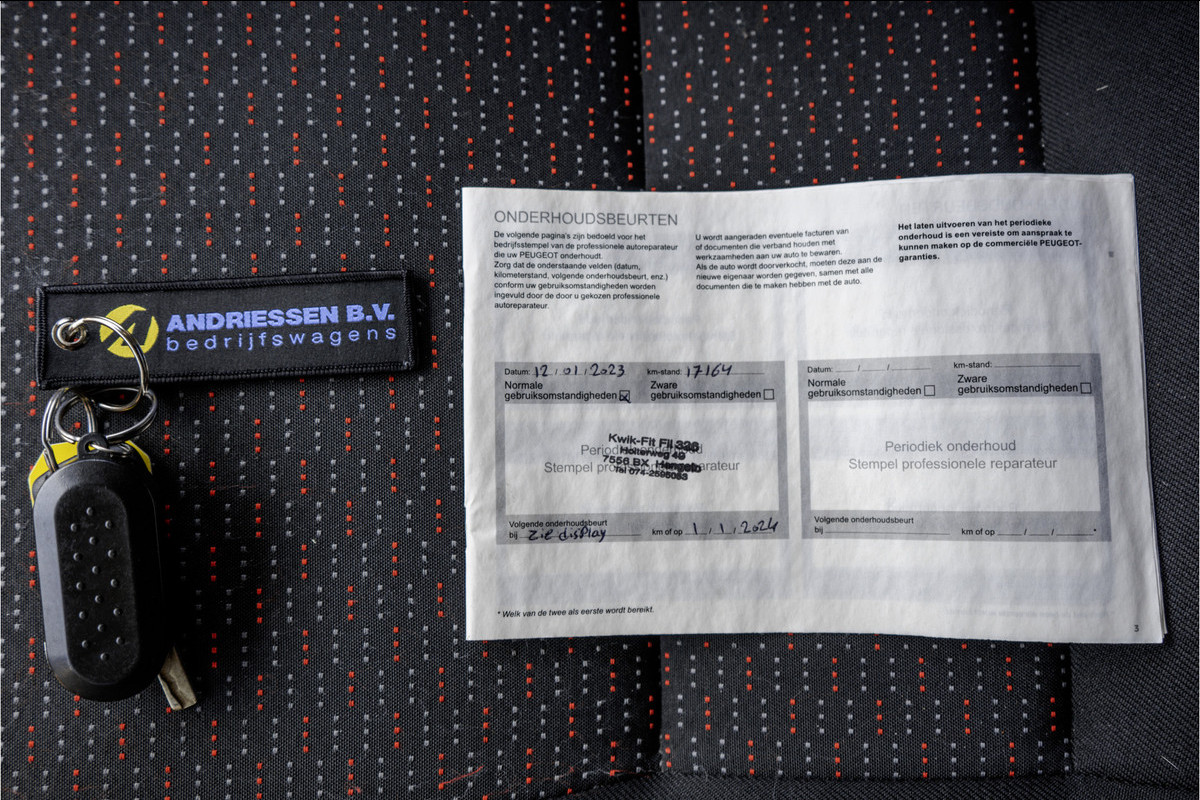 ANDRIESSEN B.V.
bedrijfswagens
ONDERHOUDSBEURTEN
De volgende pagina's zijn bedoeld voor het
bedrijfsstempel van de professionele autoreparateur
die uw PEUGEOT onderhoudt.
Zorg dat de onderstaande velden (datum,
kilometerstand, volgende onderhoudsbeurt, enz.)
conform uw gebruiksomstandigheden worden
ingevuld door de door u gekozen professionele
autoreparateur.
U wordt aangeraden eventuele facturen van
of documenten die verband houden met
werkzaamheden aan uw auto te bewaren.
Als de auto wordt doorverkocht, moeten deze aan de
nieuwe eigenaar worden gegeven, samen met alle
documenten die te maken hebben met de auto.
Het laten uitvoeren van het periodieke
onderhoud is een vereiste om aanspraak te
kunnen maken op de commerciële PEUGEOT-
garanties.
Datum: 12/01/2023 km-stand: 17164
Normale
gebruiksomstandigheden
Zware
gebruiksomstandigheden
Kwik-Fit Fil 326
Holterweg 49
7556 BX Hengelo
Tel 074-2595053
Stempel
Volgende onderhoudsbeurt
bij zie display km of op 1/1/2024
Datum: / / km-stand:
Normale
gebruiksomstandigheden
Zware
gebruiksomstandigheden
Periodiek onderhoud
Stempel professionele reparateur
Volgende onderhoudsbeurt
bij km of op / / *
* Welk van de twee als eerste wordt bereikt.
3